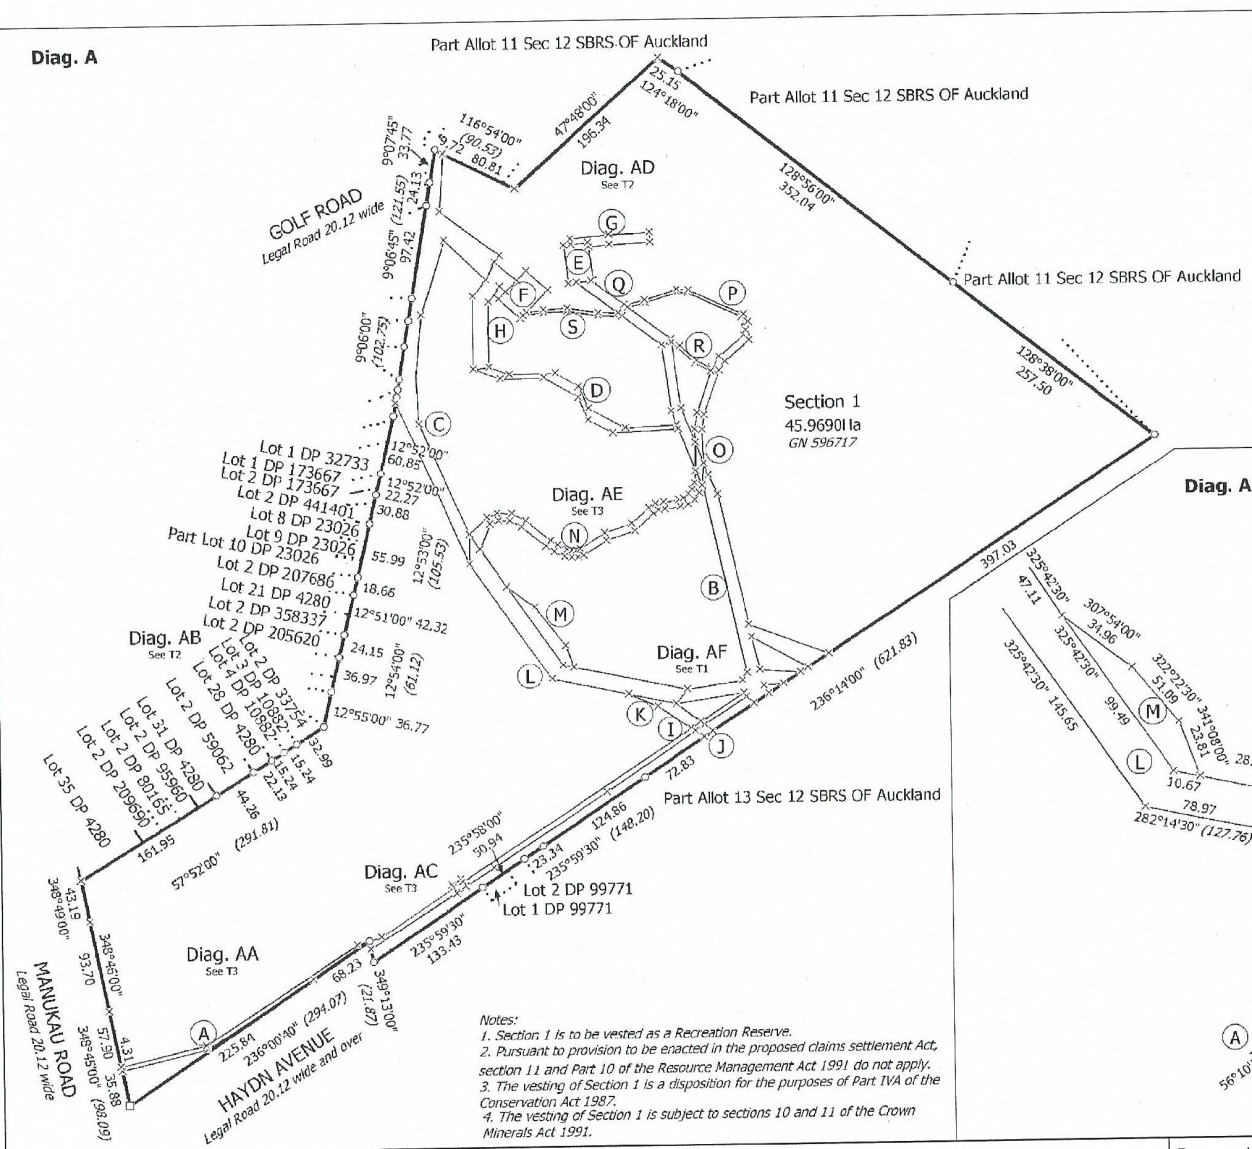 Diag. A
Part Allot 11 Sec 12 SBRS OF Auckland
25.15
124°18'00"
Part Allot 11 Sec 12 SBRS OF Auckland
116°54'00"
(90.53)
9.72
80.81
47°48'00"
196.34
9°07'45"
33.77
24.13
Diag. AD
See T2
128°56'00"
352.04
GOLF ROAD
Legal Road 20.12 wide
9°06'45" (121.55)
97.42
G
E
Q
P
F
H
S
R
Part Allot 11 Sec 12 SBRS OF Auckland
9°06'00"
(102.75)
128°38'00"
257.50
D
Section 1
45.9690Ha
GN 596717
C
O
Lot 1 DP 32733
Lot 1 DP 173667
Lot 2 DP 173667
Lot 2 DP 441401
Lot 8 DP 23026
Lot 9 DP 23026
Part Lot 10 DP 23026
Lot 2 DP 207686
Lot 21 DP 4280
Lot 2 DP 358337
Lot 2 DP 205620
12°52'00"
60.85
12°52'00"
22.27
30.88
55.99
12°53'00"
(105.53)
18.66
12°51'00" 42.32
24.15
36.97
12°54'00"
(61.12)
12°55'00" 36.77
Diag. AE
See T3
N
B
M
Diag. AB
See T2
Diag. AF
See T1
L
K
I
J
Lot 2 DP 33754
Lot 3 DP 10882
Lot 4 DP 10882
Lot 28 DP 4280
Lot 2 DP 59062
Lot 31 DP 4280
Lot 2 DP 95960
Lot 2 DP 80165
Lot 2 DP 209690
Lot 35 DP 4280
32.99
15.24
15.24
22.13
44.26
161.95
57°52'00" (291.81)
397.03
236°14'00" (621.83)
72.83
Part Allot 13 Sec 12 SBRS OF Auckland
124.86
(148.20)
23.34
235°59'30"
235°58'00"
50.94
Lot 2 DP 99771
Lot 1 DP 99771
Diag. AC
See T3
235°59'30"
133.43
43.19
348°49'00"
348°46'00"
93.70
Diag. AA
See T3
68.23
349°13'00"
(21.87)
MANUKAU ROAD
Legal Road 20.12 wide
4.31
57.90
348°45'00"
35.88
(98.09)
A
225.84
236°00'40" (294.07)
HAYDN AVENUE
Legal Road 20.12 wide and over
Notes:
1. Section 1 is to be vested as a Recreation Reserve.
2. Pursuant to provision to be enacted in the proposed claims settlement Act,
section 11 and Part 10 of the Resource Management Act 1991 do not apply.
3. The vesting of Section 1 is a disposition for the purposes of Part IVA of the
Conservation Act 1987.
4. The vesting of Section 1 is subject to sections 10 and 11 of the Crown
Minerals Act 1991.
Diag. A
325°42'30"
47.11
307°54'00"
34.96
322°22'30"
51.09
341°08'00"
23.81
325°42'30"
99.49
325°42'30" 145.65
M
L
10.67
28.
78.97
282°14'30" (127.76)
A
56°10'